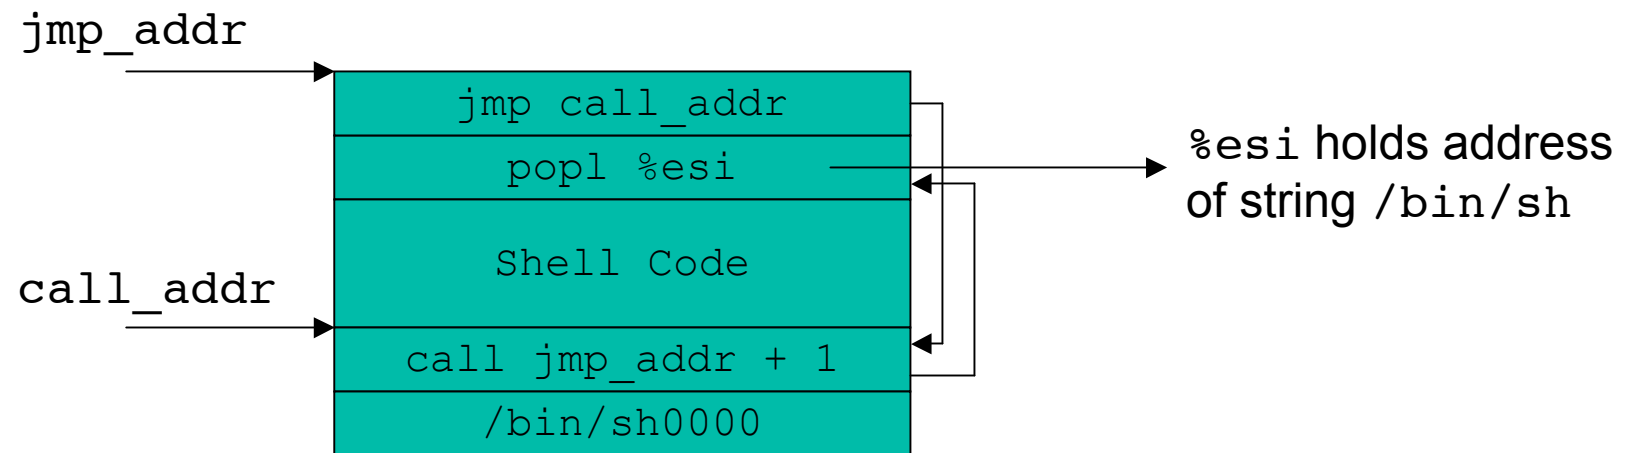 jmp_addr
jmp call_addr
popl %esi
%esi holds address
of string /bin/sh
Shell Code
call_addr
call jmp_addr + 1
/bin/sh0000